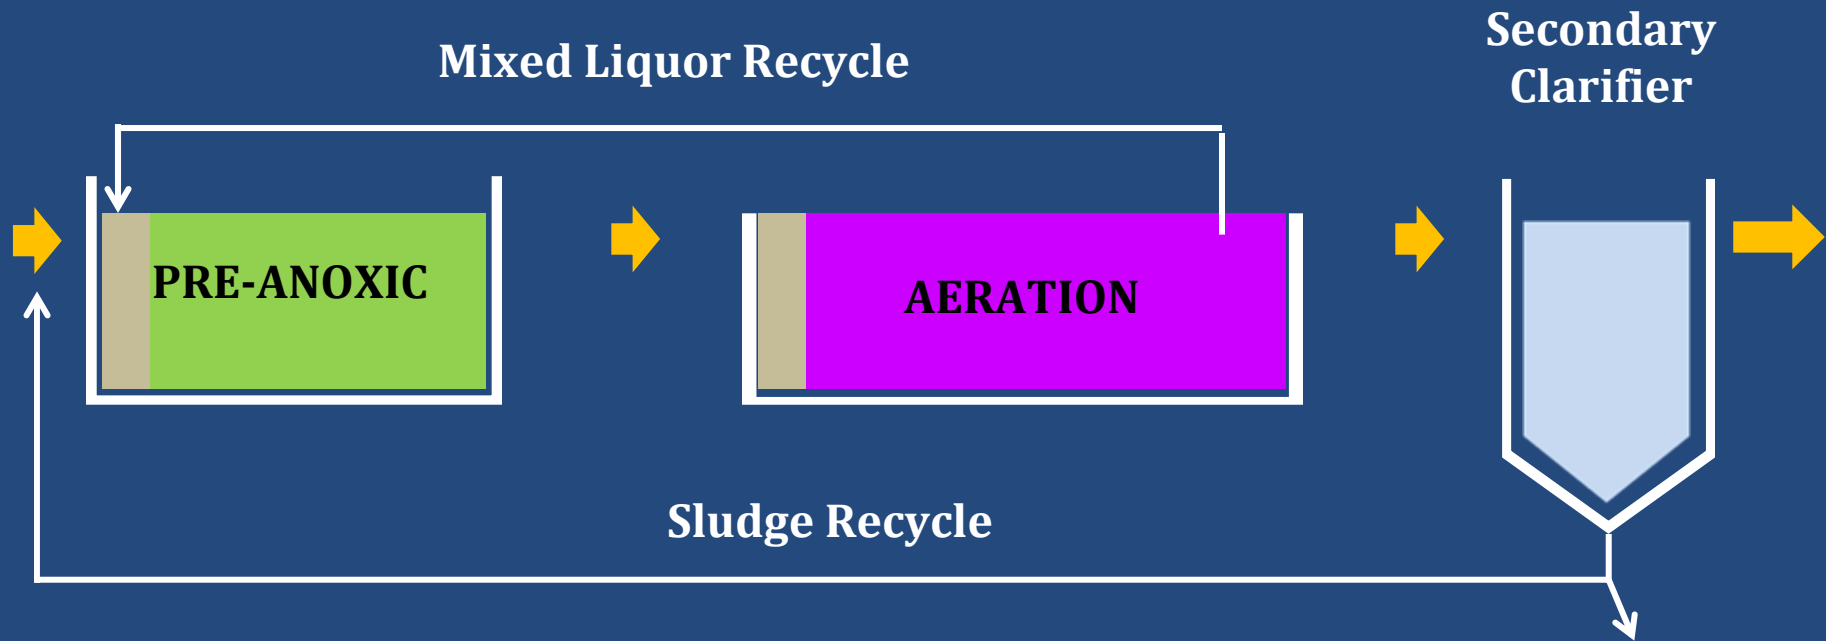 Secondary
Clarifier
Mixed Liquor Recycle
PRE-ANOXIC
AERATION
Sludge Recycle